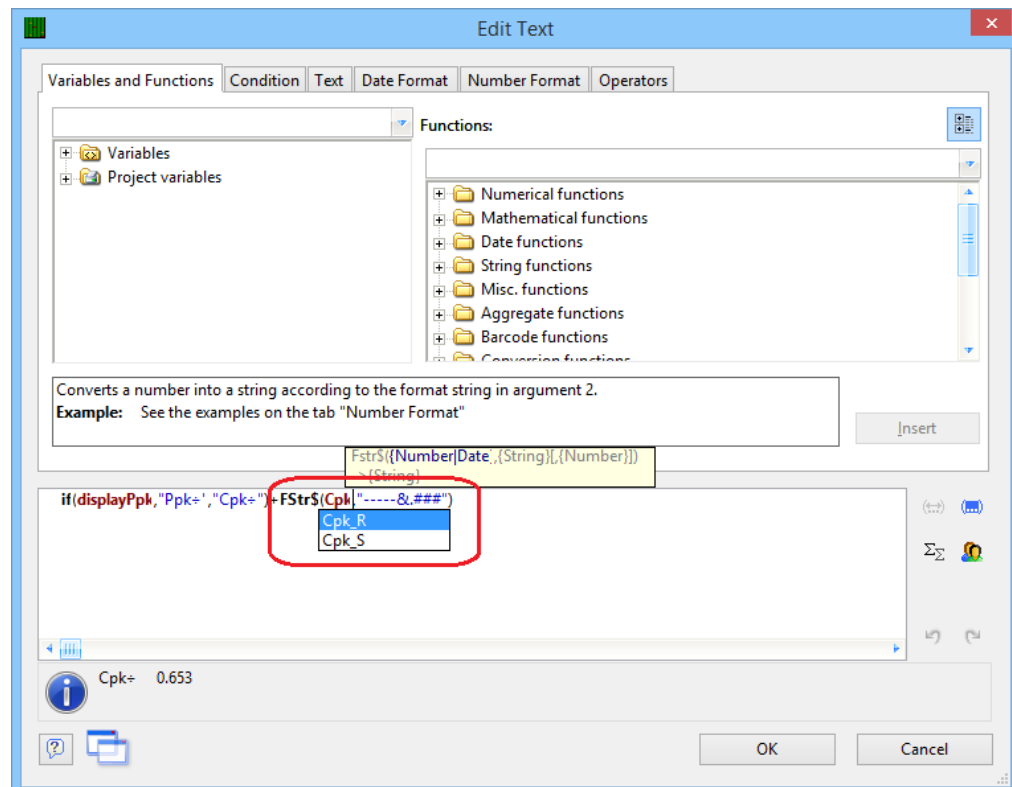 Edit Text
Variables and Functions Condition Text Date Format Number Format Operators
Functions:
Variables
Project variables
Numerical functions
Mathematical functions
Date functions
String functions
Misc. functions
Aggregate functions
Barcode functions
Conversion functions
Converts a number into a string according to the format string in argument 2.
Example: See the examples on the tab "Number Format"
Insert
Fstr$({Number|Date},{String}[,{Number}])
->{String}
if(displayPpk,"Ppk÷","Cpk÷")+FStr$(Cpk,"-----&.###")
Cpk_R
Cpk_S
Cpk÷ 0.653
OK Cancel